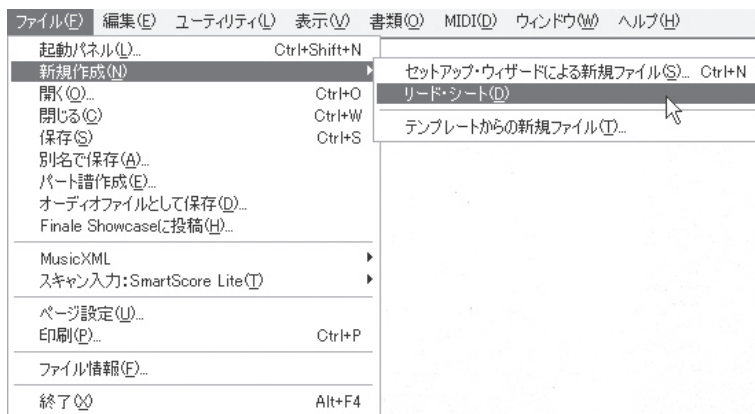 ファイル(F) 編集(E) ユーティリティ(L) 表示(V) 書類(O) MIDI(D) ウィンドウ(W) ヘルプ(H)
起動パネル(L)... Ctrl+Shift+N
新規作成(N)
セットアップ・ウィザードによる新規ファイル(S)... Ctrl+N
開く(O)... Ctrl+O
リード・シート(D)
閉じる(C) Ctrl+W
テンプレートからの新規ファイル(T)...
保存(S) Ctrl+S
別名で保存(A)...
パート譜作成(E)...
オーディオファイルとして保存(D)...
Finale Showcaseに投稿(H)...
MusicXML
スキャン入力:SmartScore Lite(T)
ページ設定(U)...
印刷(P)... Ctrl+P
ファイル情報(F)...
終了(X) Alt+F4